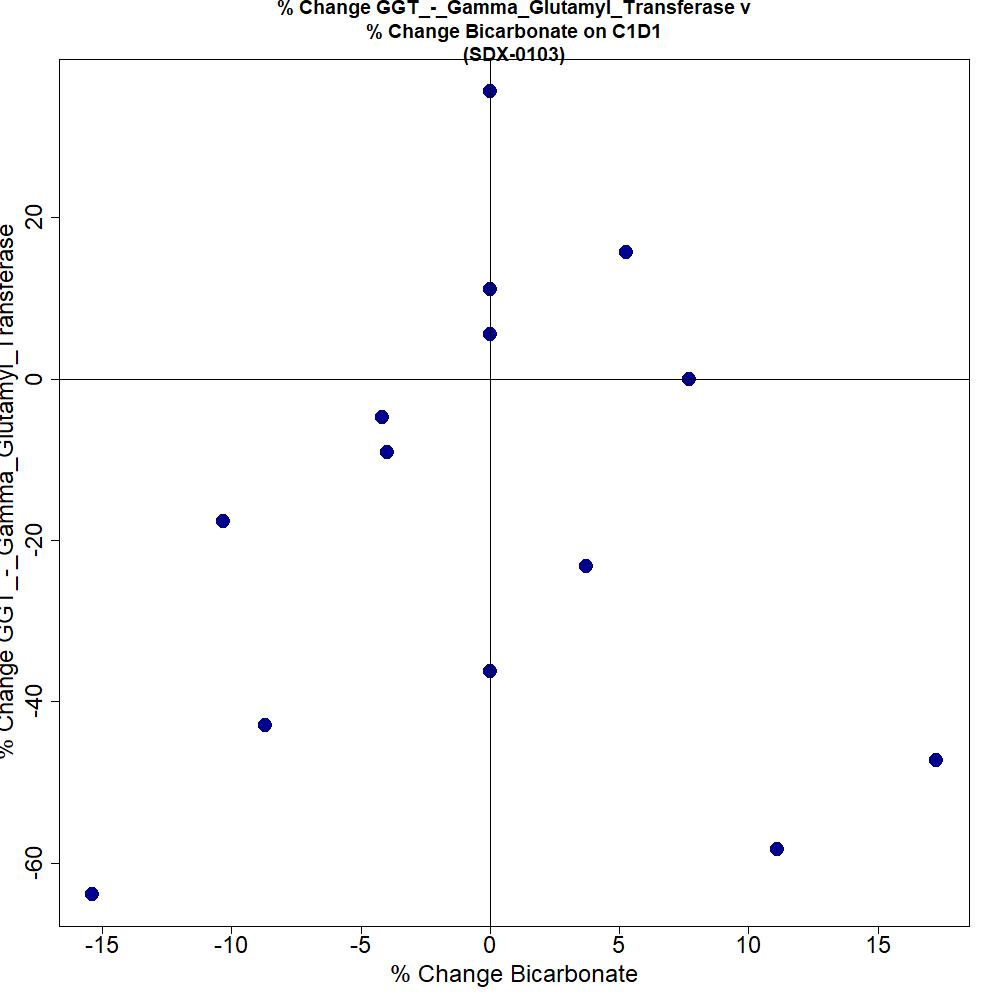 % Change GGT_-_Gamma_Glutamyl_Transferase v
% Change Bicarbonate on C1D1
(SDX-0103)
% Change GGT_-_Gamma_Glutamyl_Transferase
20
0
-20
-40
-60
-15
-10
-5
0
5
10
15
% Change Bicarbonate